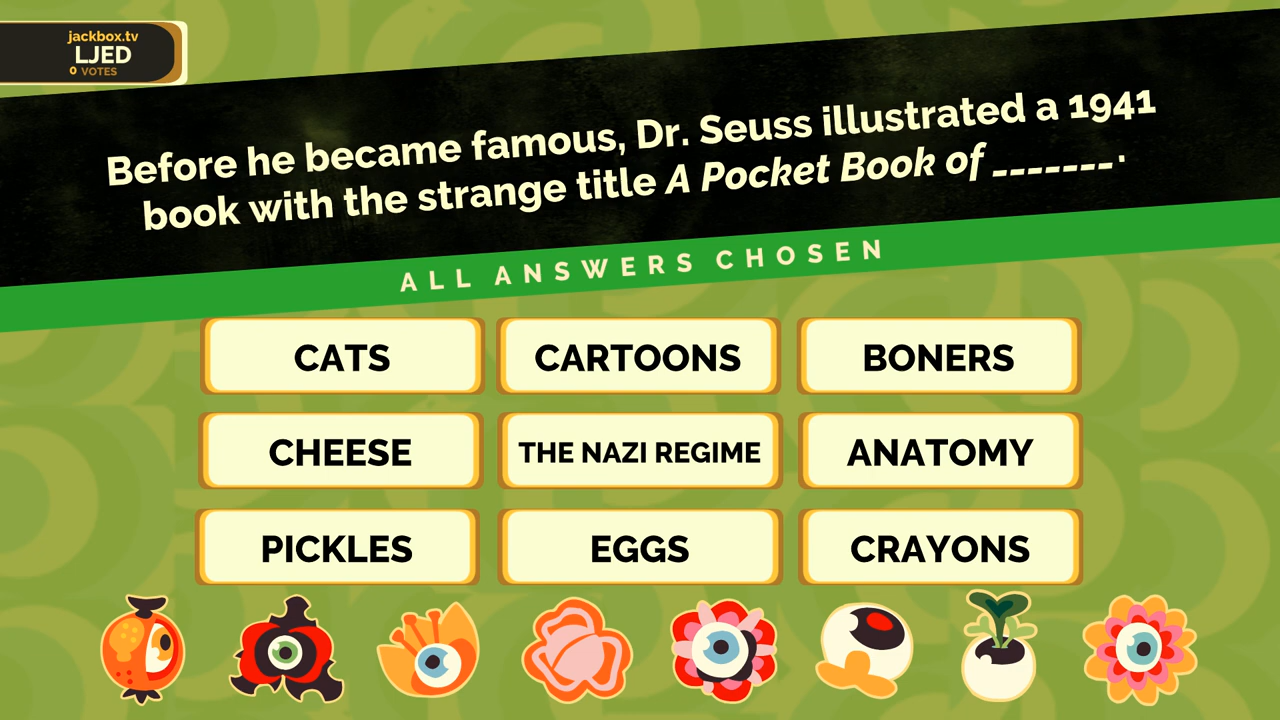 jackbox.tv
LJED
0 VOTES
Before he became famous, Dr. Seuss illustrated a 1941
book with the strange title A Pocket Book of _______.
ALL ANSWERS CHOSEN
CATS
CARTOONS
BONERS
CHEESE
THE NAZI REGIME
ANATOMY
PICKLES
EGGS
CRAYONS